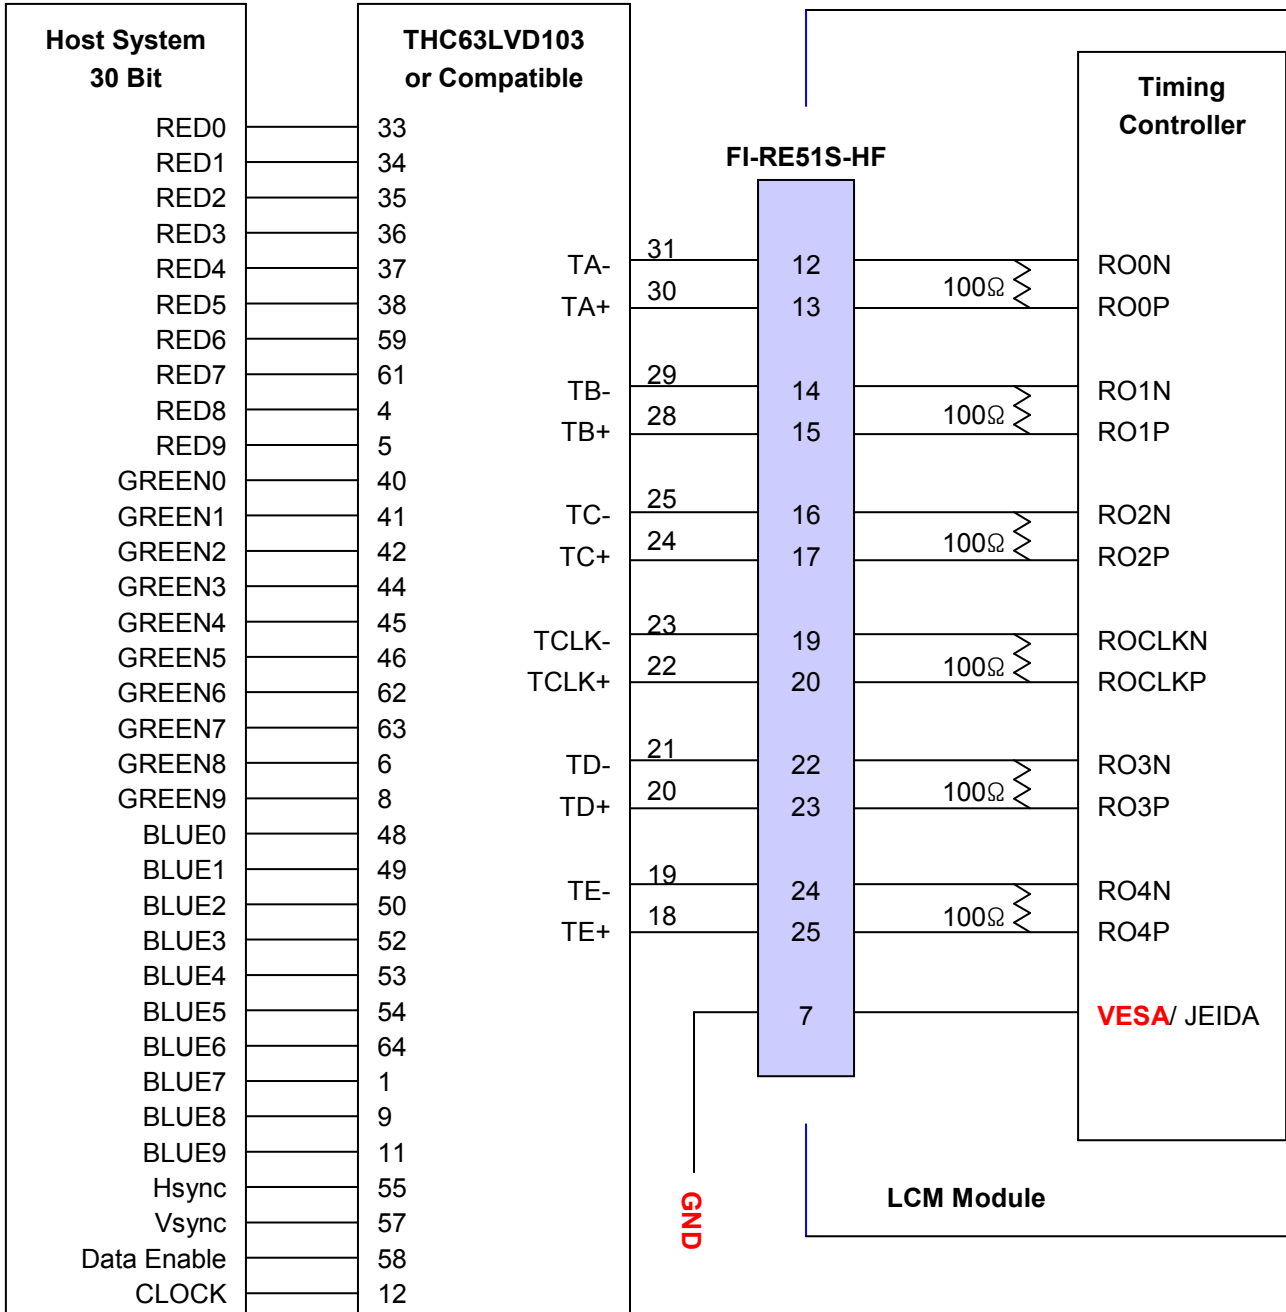 Host System
30 Bit
RED0
RED1
RED2
RED3
RED4
RED5
RED6
RED7
RED8
RED9
GREEN0
GREEN1
GREEN2
GREEN3
GREEN4
GREEN5
GREEN6
GREEN7
GREEN8
GREEN9
BLUE0
BLUE1
BLUE2
BLUE3
BLUE4
BLUE5
BLUE6
BLUE7
BLUE8
BLUE9
Hsync
Vsync
Data Enable
CLOCK
THC63LVD103
or Compatible
33
34
35
36
37
38
59
61
4
5
40
41
42
44
45
46
62
63
6
8
48
49
50
52
53
54
64
1
9
11
55
57
58
12
TA-
TA+
TB-
TB+
TC-
TC+
TCLK-
TCLK+
TD-
TD+
TE-
TE+
31
30
29
28
25
24
23
22
21
20
19
18
GND
FI-RE51S-HF
12
13
14
15
16
17
19
20
22
23
24
25
7
100Ω
100Ω
100Ω
100Ω
100Ω
100Ω
Timing
Controller
RO0N
RO0P
RO1N
RO1P
RO2N
RO2P
ROCLKN
ROCLKP
RO3N
RO3P
RO4N
RO4P
VESA/ JEIDA
LCM Module